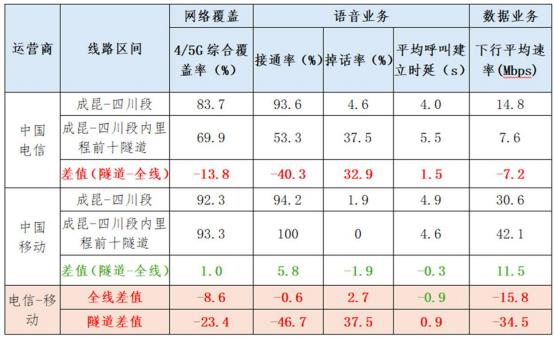 运营商 线路区间 网络覆盖 语音业务 数据业务
4/5G综合覆盖率(%) 接通率(%) 掉话率(%) 平均呼叫建立时延(s) 下行平均速率(Mbps)
中国电信 成昆-四川段 83.7 93.6 4.6 4.0 14.8
成昆-四川段内里程前十隧道 69.9 53.3 37.5 5.5 7.6
差值(隧道-全线) -13.8 -40.3 32.9 1.5 -7.2
中国移动 成昆-四川段 92.3 94.2 1.9 4.9 30.6
成昆-四川段内里程前十隧道 93.3 100 0 4.6 42.1
差值(隧道-全线) 1.0 5.8 -1.9 -0.3 11.5
电信-移动 全线差值 -8.6 -0.6 2.7 -0.9 -15.8
隧道差值 -23.4 -46.7 37.5 0.9 -34.5